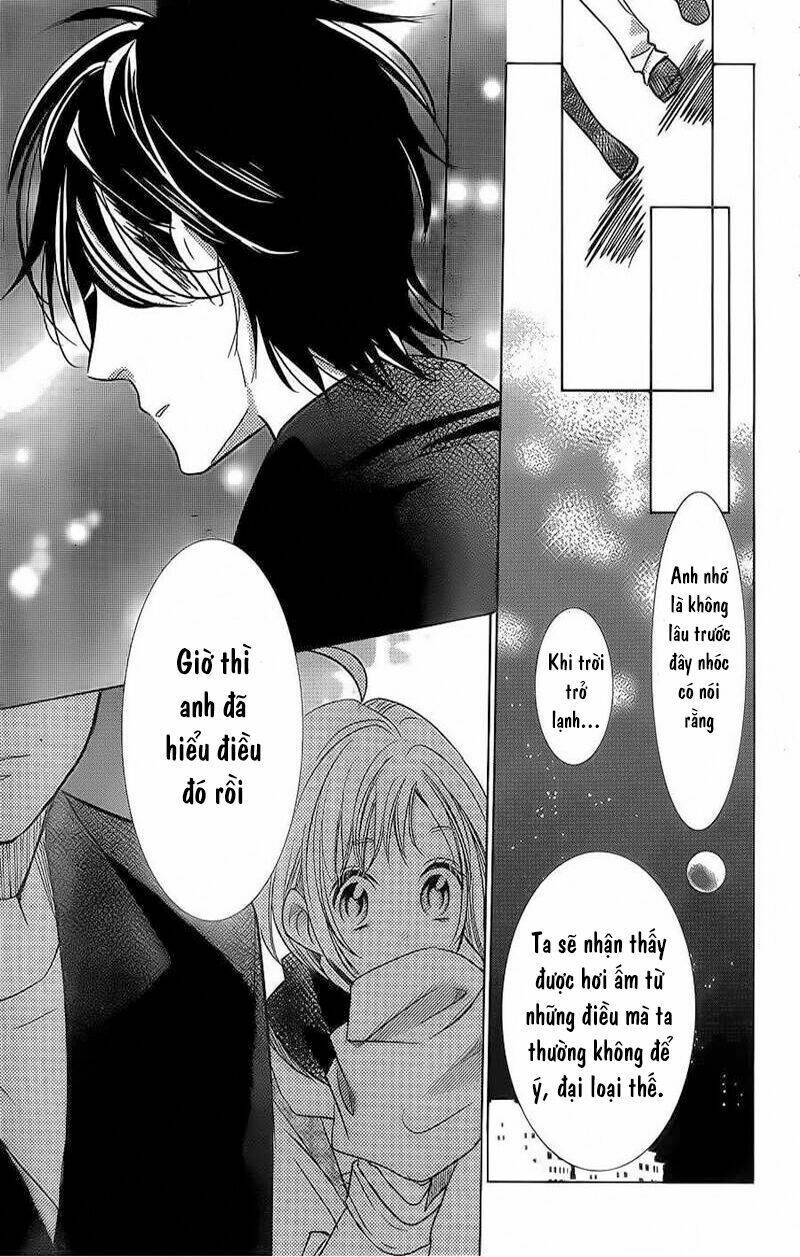 Anh nhớ
là không
lâu trước
đây nhóc
có nói
rằng
Khi trời
trở
lạnh...
Ta sẽ nhận thấy
được hơi ấm từ
những điều mà ta
thường không để
ý, đại loại thế.
Giờ thì
anh đã
hiểu điều
đó rồi